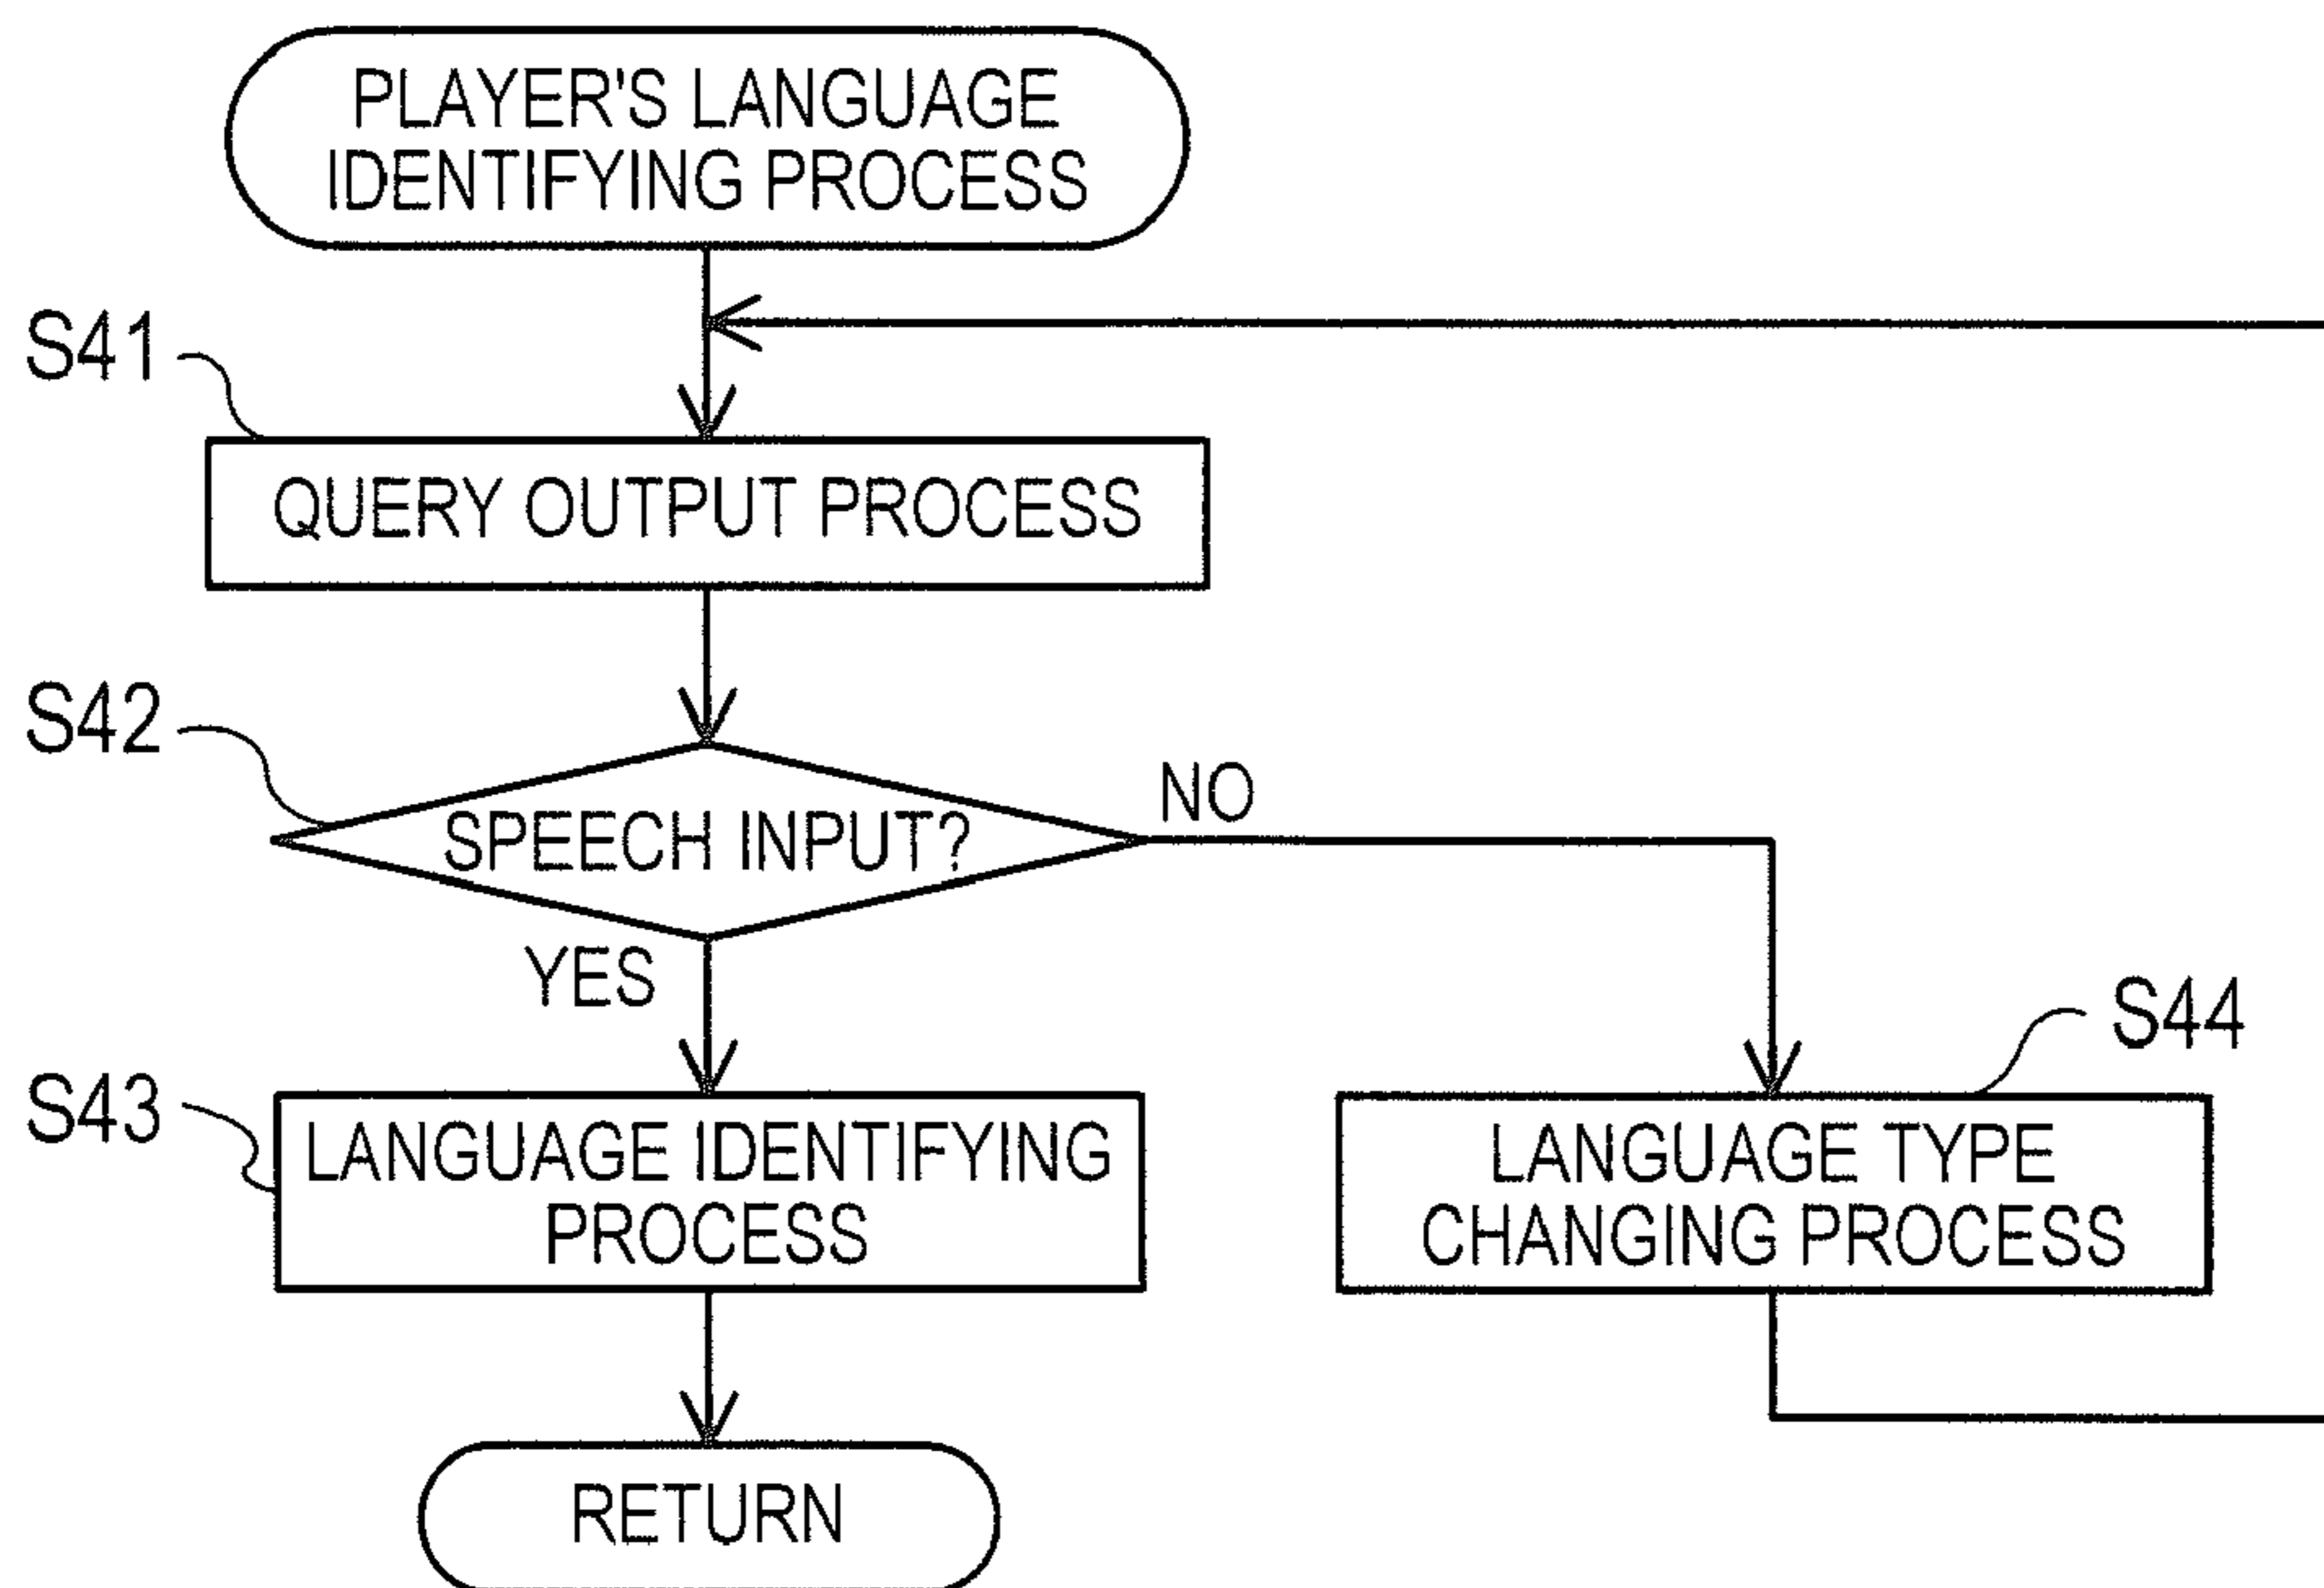 PLAYER'S LANGUAGE
IDENTIFYING PROCESS
S41
QUERY OUTPUT PROCESS
S42
SPEECH INPUT?
NO
YES
S43
LANGUAGE IDENTIFYING
PROCESS
S44
LANGUAGE TYPE
CHANGING PROCESS
RETURN